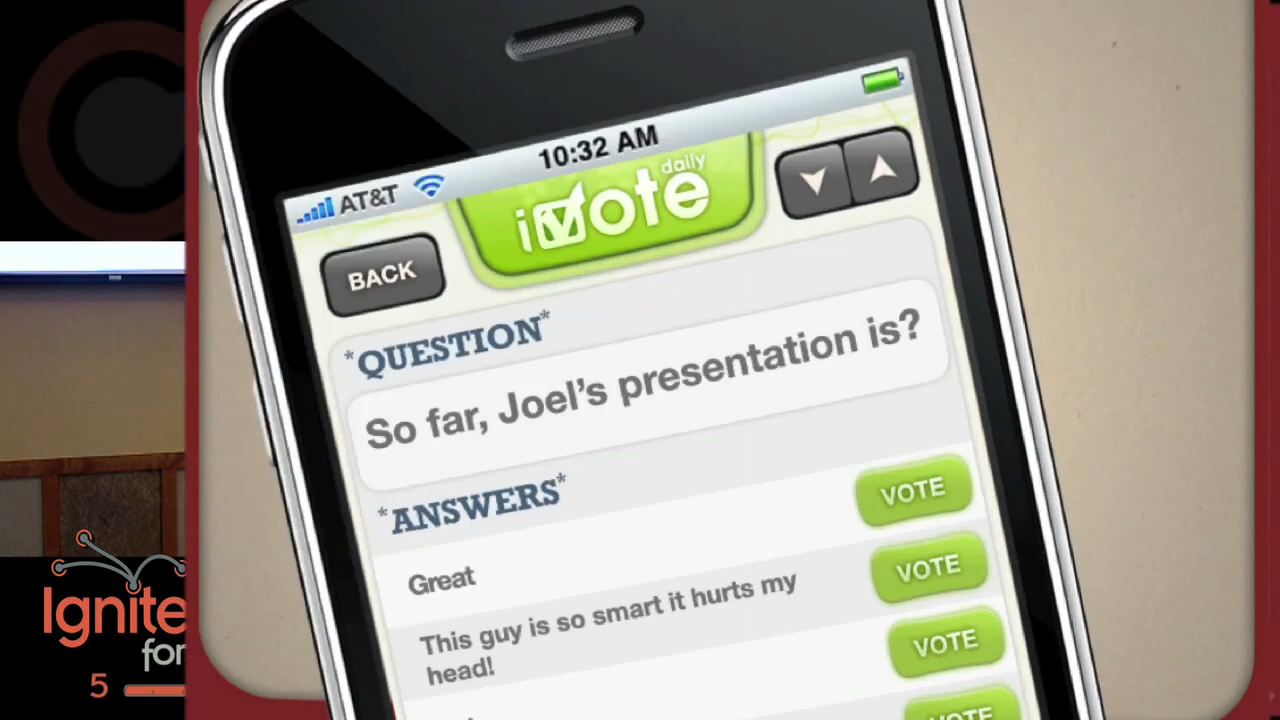 10:32 AM
AT&T
iVote daily
BACK
*QUESTION*
So far, Joel's presentation is?
*ANSWERS*
VOTE
Great
VOTE
This guy is so smart it hurts my
head!
VOTE
VOTE
Ignite
for
5